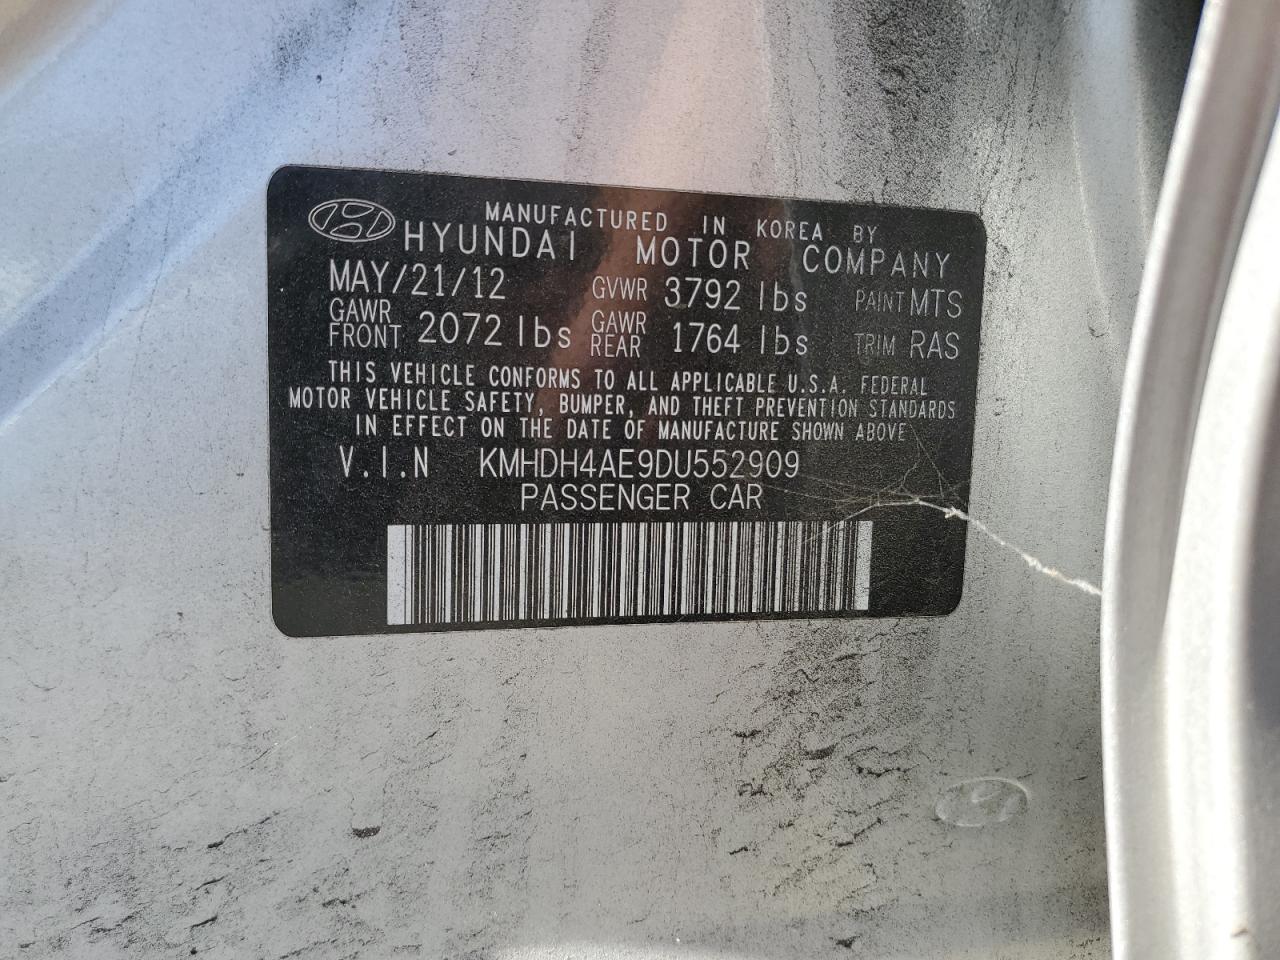 MANUFACTURED IN KOREA BY
HYUNDAI MOTOR COMPANY
MAY/21/12 GVWR 3792 lbs PAINT MTS
GAWR FRONT 2072 lbs GAWR REAR 1764 lbs TRIM RAS
THIS VEHICLE CONFORMS TO ALL APPLICABLE U.S.A. FEDERAL
MOTOR VEHICLE SAFETY, BUMPER, AND THEFT PREVENTION STANDARDS
IN EFFECT ON THE DATE OF MANUFACTURE SHOWN ABOVE
V.I.N KMHDH4AE9DU552909
PASSENGER CAR